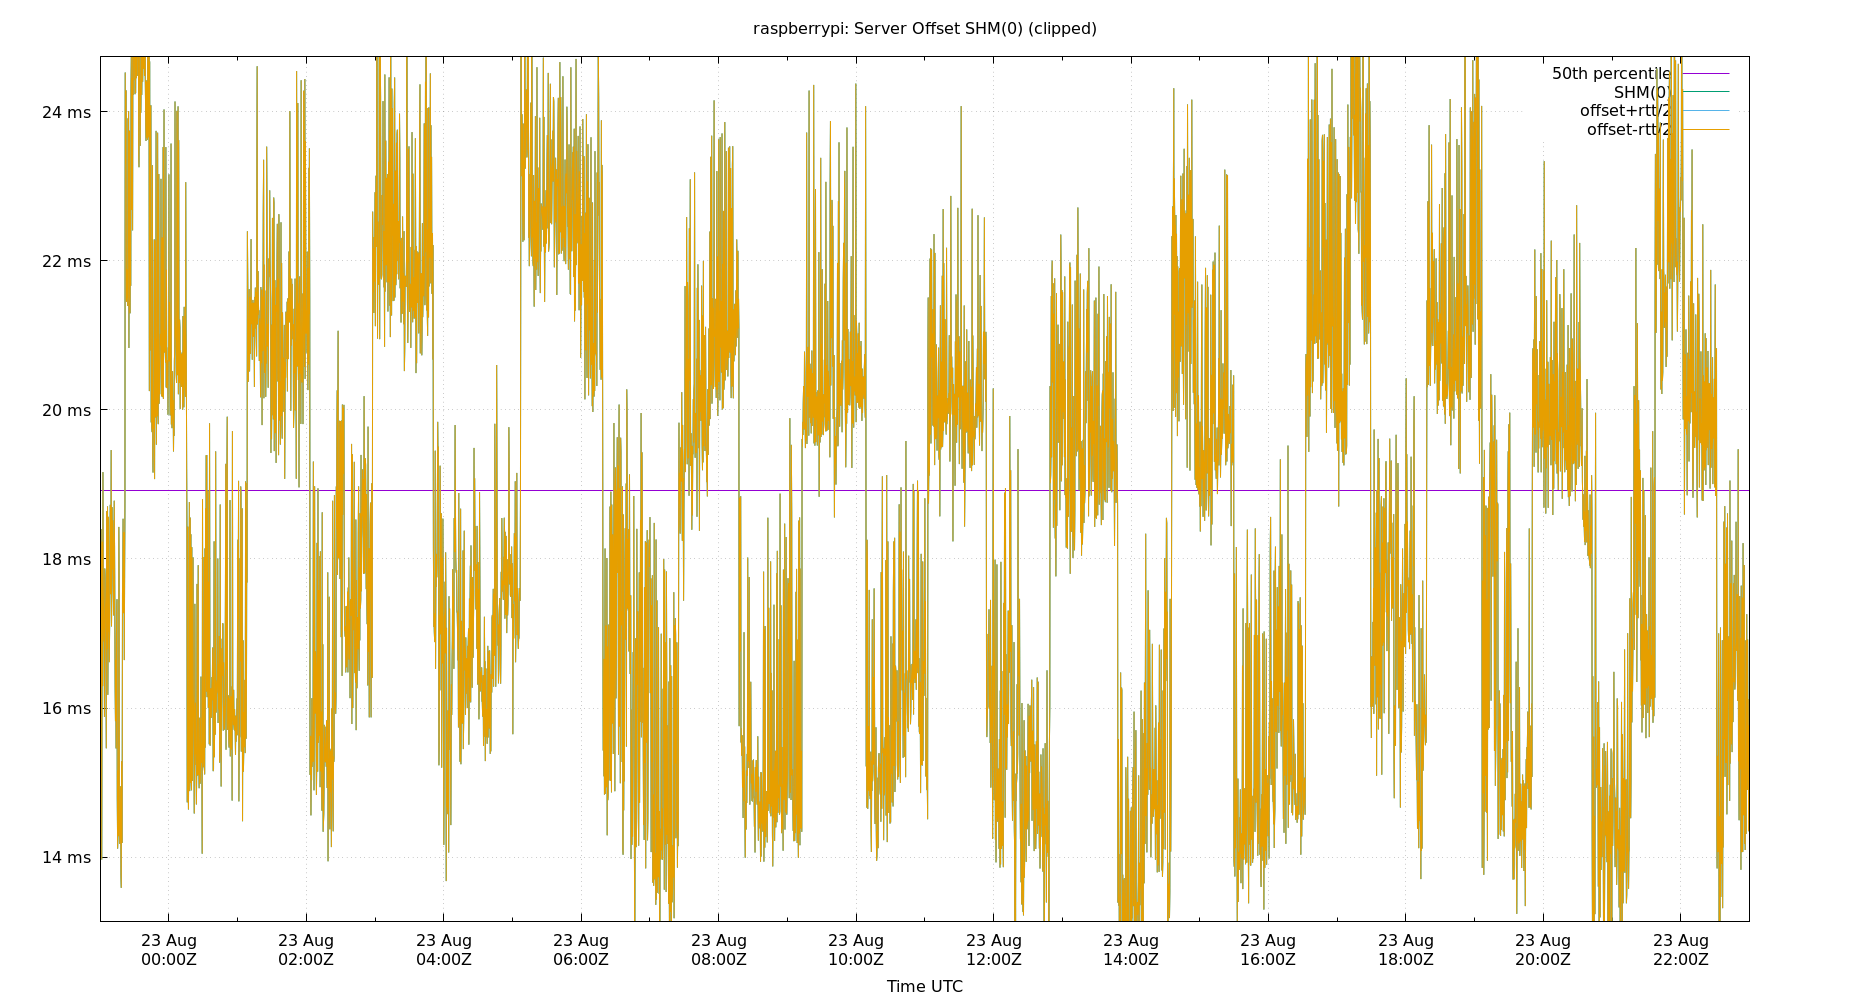 raspberrypi: Server Offset SHM(0) (clipped)
50th percentile
SHM(0)
offset+rtt/2
offset-rtt/2
24 ms
22 ms
20 ms
18 ms
16 ms
14 ms
23 Aug 23 Aug 23 Aug 23 Aug 23 Aug 23 Aug 23 Aug 23 Aug 23 Aug 23 Aug 23 Aug 23 Aug
00:00Z 02:00Z 04:00Z 06:00Z 08:00Z 10:00Z 12:00Z 14:00Z 16:00Z 18:00Z 20:00Z 22:00Z
Time UTC